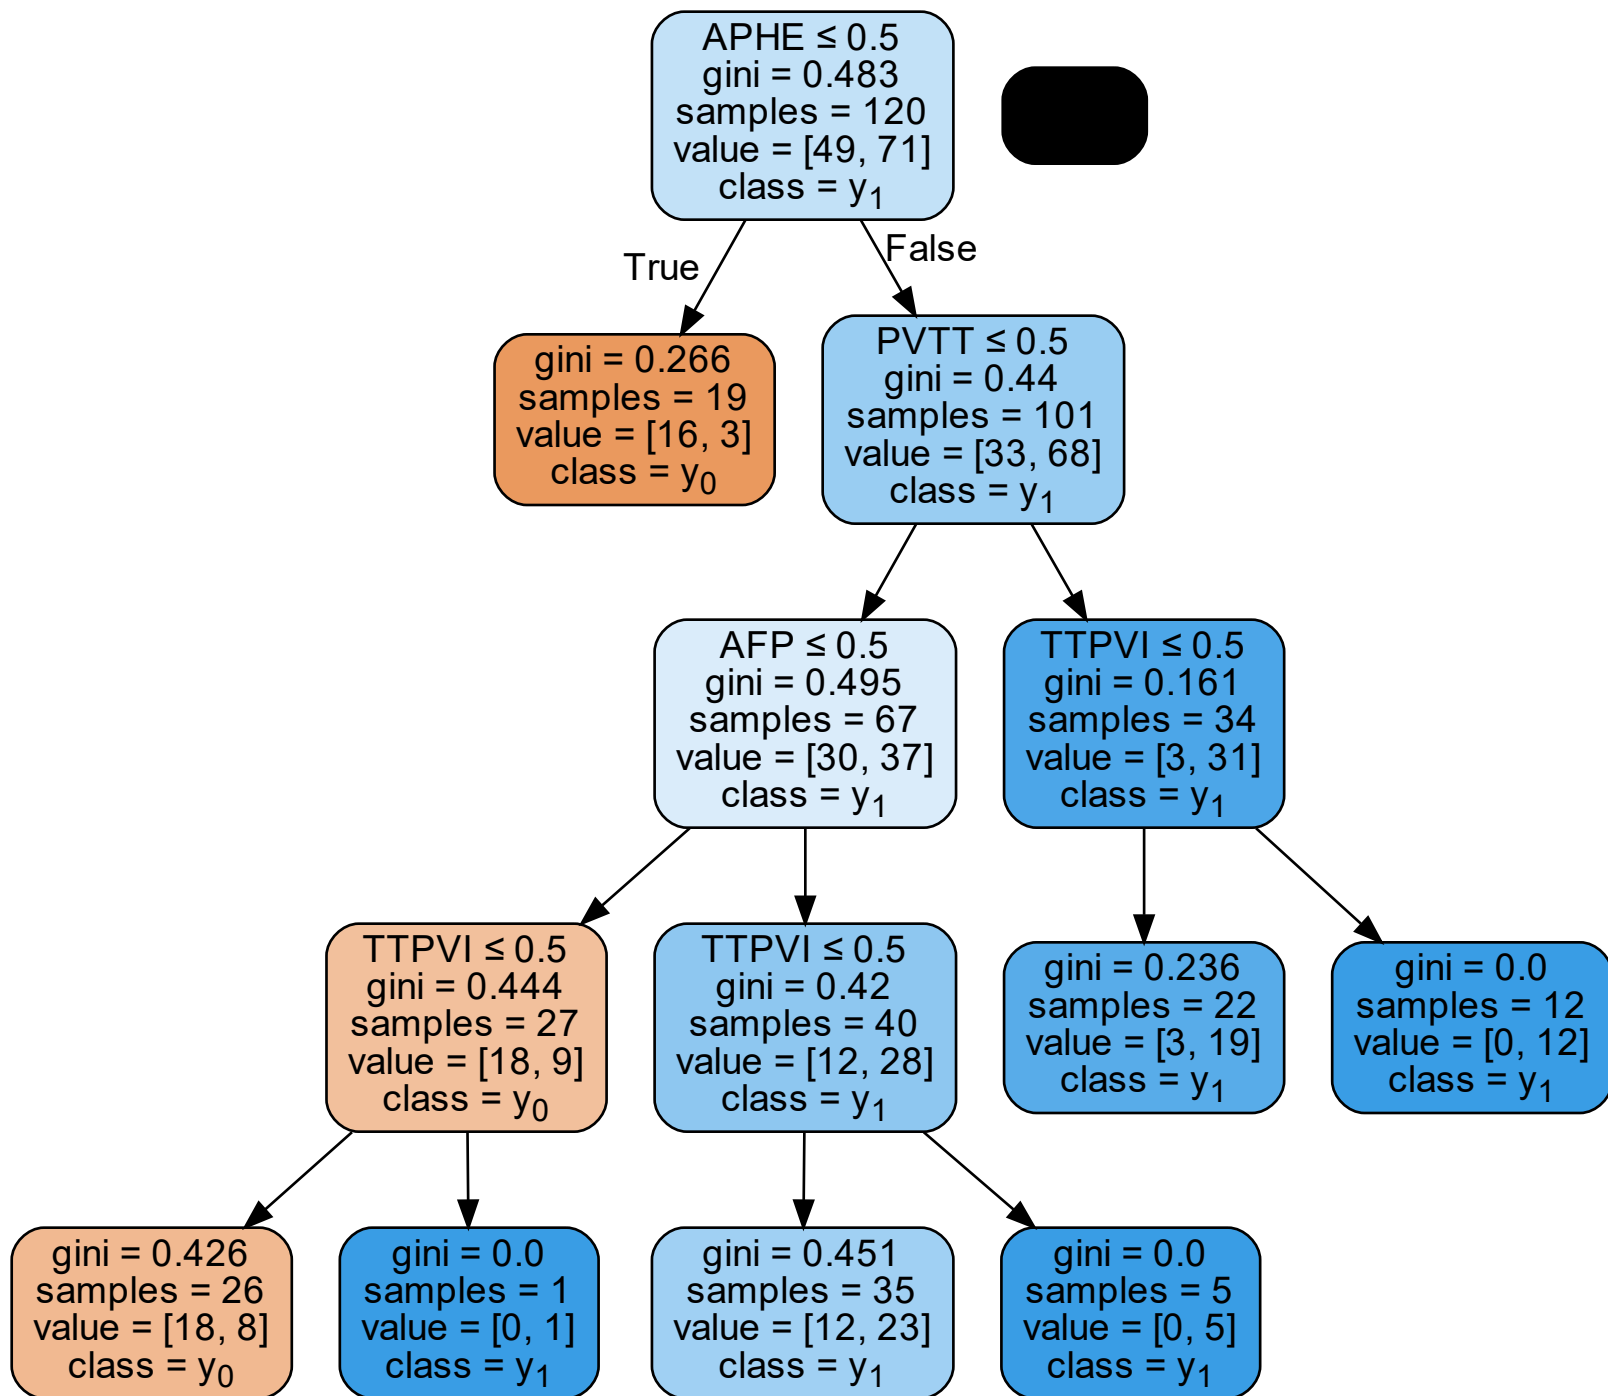 APHE ≤ 0.5
gini = 0.483
samples = 120
value = [49, 71]
class = y1
True
False
gini = 0.266
samples = 19
value = [16, 3]
class = y0
PVTT ≤ 0.5
gini = 0.44
samples = 101
value = [33, 68]
class = y1
AFP ≤ 0.5
gini = 0.495
samples = 67
value = [30, 37]
class = y1
TTPVI ≤ 0.5
gini = 0.161
samples = 34
value = [3, 31]
class = y1
TTPVI ≤ 0.5
gini = 0.444
samples = 27
value = [18, 9]
class = y0
TTPVI ≤ 0.5
gini = 0.42
samples = 40
value = [12, 28]
class = y1
gini = 0.236
samples = 22
value = [3, 19]
class = y1
gini = 0.0
samples = 12
value = [0, 12]
class = y1
gini = 0.426
samples = 26
value = [18, 8]
class = y0
gini = 0.0
samples = 1
value = [0, 1]
class = y1
gini = 0.451
samples = 35
value = [12, 23]
class = y1
gini = 0.0
samples = 5
value = [0, 5]
class = y1